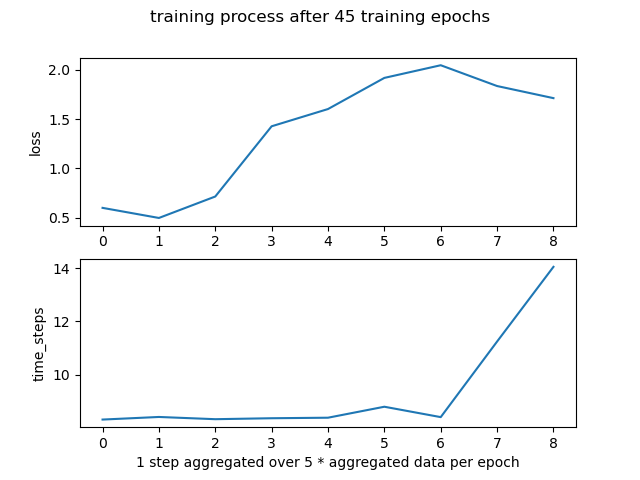 training process after 45 training epochs
2.0
1.5
1.0
0.5
loss
0 1 2 3 4 5 6 7 8
14
12
10
time_steps
0 1 2 3 4 5 6 7 8
1 step aggregated over 5 * aggregated data per epoch